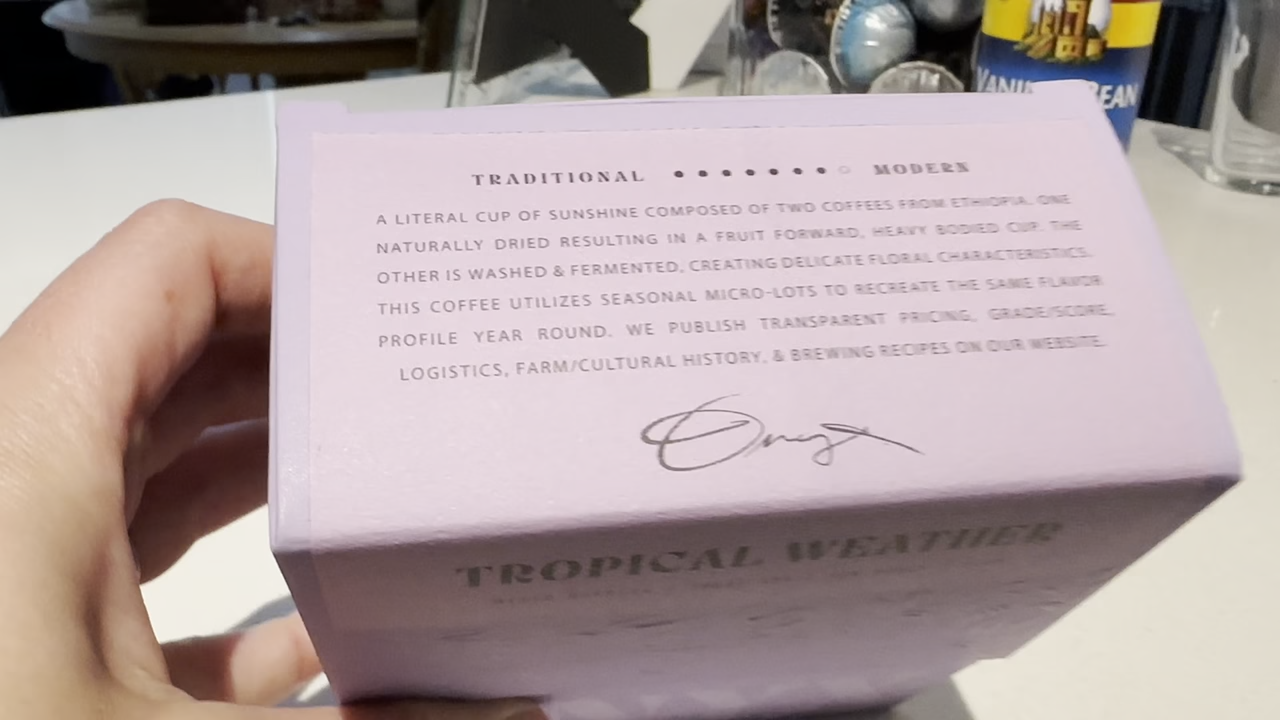 VANILLA BEAN
TRADITIONAL MODERN
A LITERAL CUP OF SUNSHINE COMPOSED OF TWO COFFEES FROM ETHIOPIA. ONE
NATURALLY DRIED RESULTING IN A FRUIT FORWARD, HEAVY BODIED CUP. THE
OTHER IS WASHED & FERMENTED, CREATING DELICATE FLORAL CHARACTERISTICS.
THIS COFFEE UTILIZES SEASONAL MICRO-LOTS TO RECREATE THE SAME FLAVOR
PROFILE YEAR ROUND. WE PUBLISH TRANSPARENT PRICING, GRADE/SCORE,
LOGISTICS, FARM/CULTURAL HISTORY, & BREWING RECIPES ON OUR WEBSITE.
Onyx
TROPICAL WEATHER